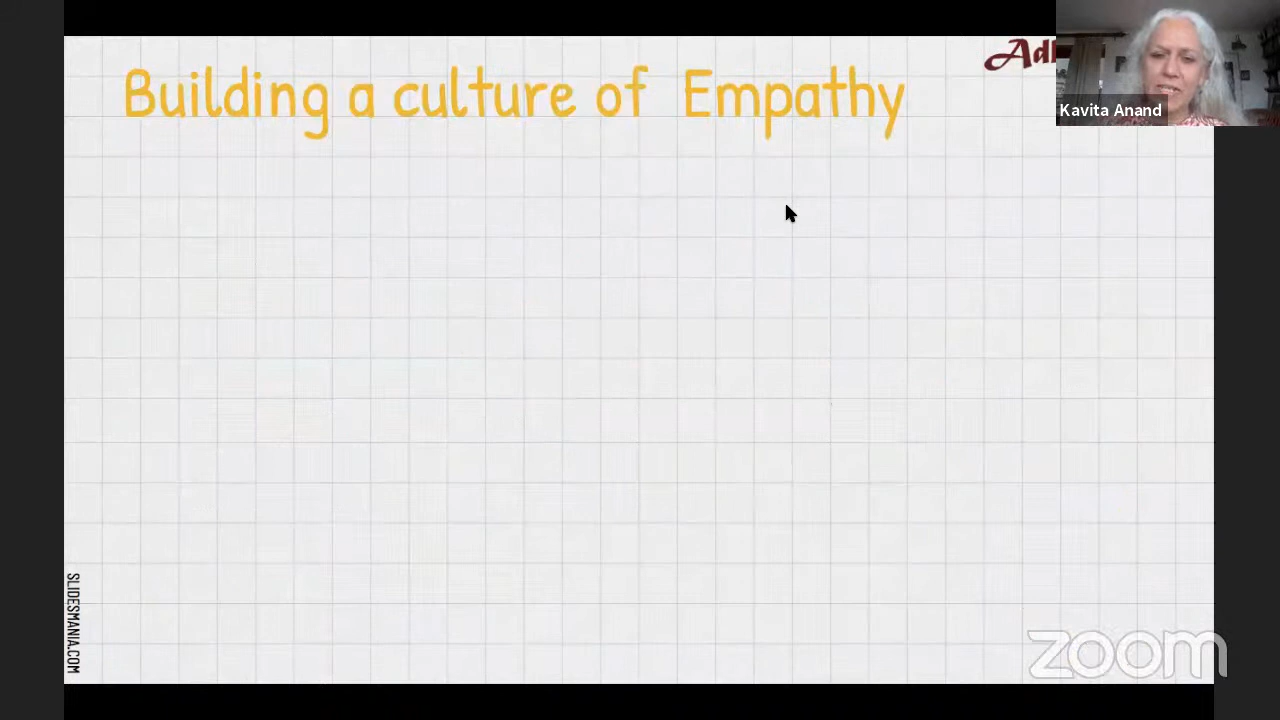 Building a culture of Empathy
Kavita Anand
SLIDESMANIA.COM
zoom